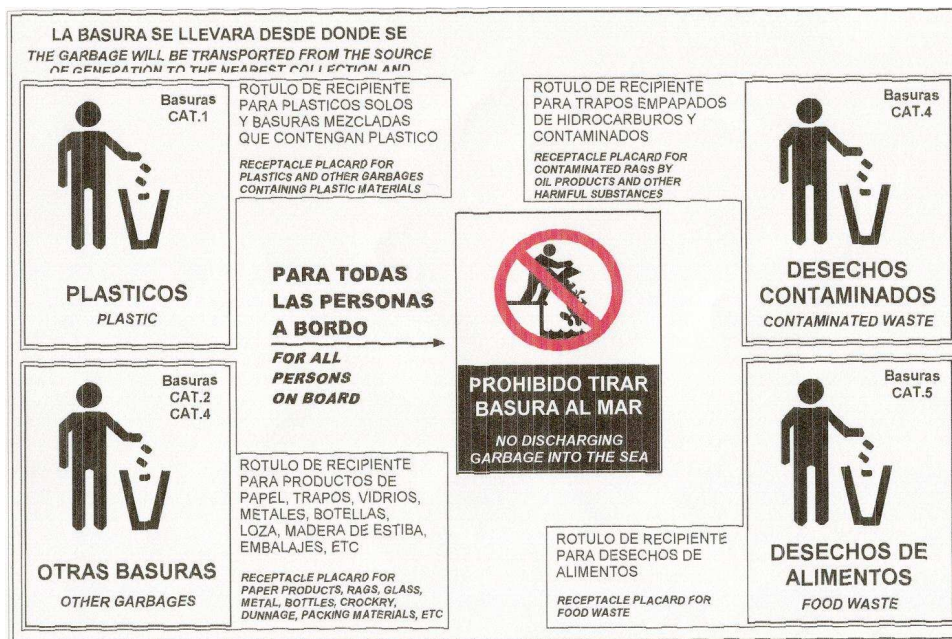 LA BASURA SE LLEVARA DESDE DONDE SE
THE GARBAGE WILL BE TRANSPORTED FROM THE SOURCE
OF GENERATION TO THE NEAREST COLLECTION AND
Basuras
CAT.1
PLASTICOS
PLASTIC
ROTULO DE RECIPIENTE
PARA PLASTICOS SOLOS
Y BASURAS MEZCLADAS
QUE CONTENGAN PLASTICO
RECEPTACLE PLACARD FOR
PLASTICS AND OTHER GARBAGES
CONTAINING PLASTIC MATERIALS
ROTULO DE RECIPIENTE
PARA TRAPOS EMPAPADOS
DE HIDROCARBUROS Y
CONTAMINADOS
RECEPTACLE PLACARD FOR
CONTAMINATED RAGS BY
OIL PRODUCTS AND OTHER
HARMFUL SUBSTANCES
Basuras
CAT.4
DESECHOS
CONTAMINADOS
CONTAMINATED WASTE
PARA TODAS
LAS PERSONAS
A BORDO
FOR ALL
PERSONS
ON BOARD
PROHIBIDO TIRAR
BASURA AL MAR
NO DISCHARGING
GARBAGE INTO THE SEA
Basuras
CAT.2
CAT.4
OTRAS BASURAS
OTHER GARBAGES
ROTULO DE RECIPIENTE
PARA PRODUCTOS DE
PAPEL, TRAPOS, VIDRIOS,
METALES, BOTELLAS,
LOZA, MADERA DE ESTIBA,
EMBALAJES, ETC
RECEPTACLE PLACARD FOR
PAPER PRODUCTS, RAGS, GLASS,
METAL, BOTTLES, CROCKRY,
DUNNAGE, PACKING MATERIALS, ETC
ROTULO DE RECIPIENTE
PARA DESECHOS DE
ALIMENTOS
RECEPTACLE PLACARD FOR
FOOD WASTE
Basuras
CAT.5
DESECHOS DE
ALIMENTOS
FOOD WASTE